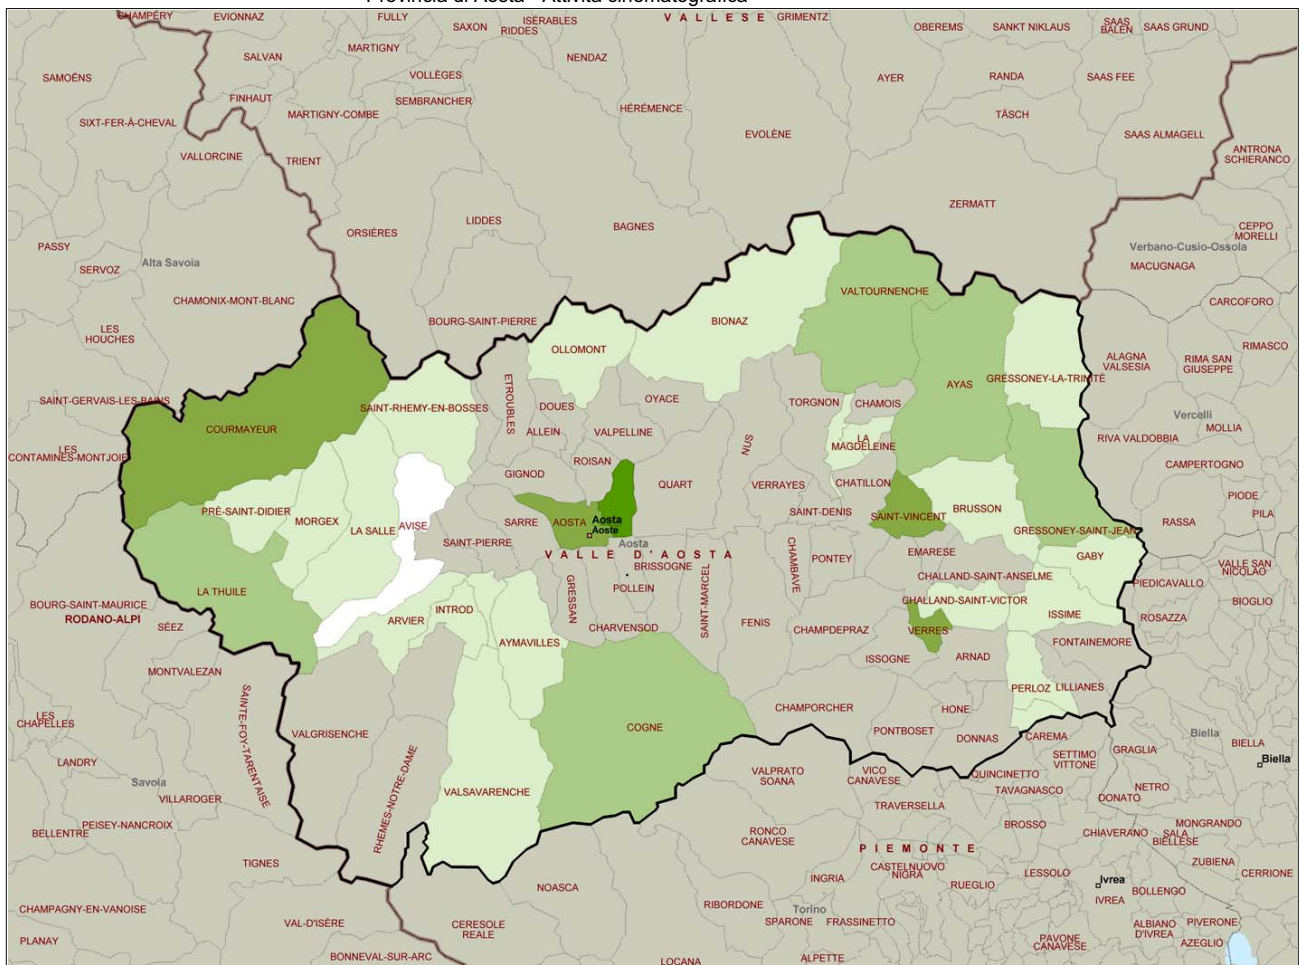 Provincia di Aosta - Attività cinematografica
CHAMPÉRY
EVIONNAZ
FULLY
SAXON
RIDDES
ISÉRABLES
VALLESE
GRIMENTZ
OBEREMS
SANKT NIKLAUS
SAAS
BALEN
SAAS GRUND
SAMOËNS
SALVAN
MARTIGNY
VOLLÈGES
NENDAZ
AYER
RANDA
SAAS FEE
FINHAUT
SEMBRANCHER
MARTIGNY-COMBE
HÉRÉMENCE
TÄSCH
SIXT-FER-À-CHEVAL
EVOLÈNE
SAAS ALMAGELL
VALLORCINE
TRIENT
ANTRONA
SCHIERANCO
ZERMATT
LIDDES
BAGNES
ORSIÈRES
CEPPO
MORELLI
PASSY
Verbano-Cusio-Ossola
SERVOZ
Alta Savoia
MACUGNAGA
CHAMONIX-MONT-BLANC
VALTOURNENCHE
CARCOFORO
LES
HOUCHES
BOURG-SAINT-PIERRE
BIONAZ
RIMASCO
OLLOMONT
ALAGNA
VALSESIA
RIMA SAN
GIUSEPPE
AYAS
GRESSONEY-LA-TRINITÉ
SAINT-GERVAIS-LES-BAINS
SAINT-RHEMY-EN-BOSSES
ETROUBLES
DOUES
OYACE
TORGNON
CHAMOIS
Vercelli
COURMAYEUR
ALLEIN
VALPELLINE
NUS
LA
MAGDELEINE
MOLLIA
RIVA VALDOBBIA
LES
CONTAMINES-MONTJOIE
ROISAN
CAMPERTOGNO
GIGNOD
QUART
VERRAYES
CHATILLON
PIODE
PRÉ-SAINT-DIDIER
MORGEX
LA SALLE
AVISE
SARRE
AOSTA
Aosta
Aoste
SAINT-DENIS
SAINT-VINCENT
BRUSSON
RASSA
PILA
GRESSONEY-SAINT-JEAN
SAINT-PIERRE
Aosta
VALLE D'AOSTA
EMARESE
GABY
BRISSOGNE
CHAMBAVE
PONTEY
VALLE SAN
NICOLAO
CHALLAND-SAINT-ANSELME
PIEDICAVALLO
LA THUILE
GRESSAN
POLLEIN
SAINT-MARCEL
BOURG-SAINT-MAURICE
INTROD
CHALLAND-SAINT-VICTOR
BIOGLIO
RODANO-ALPI
ARVIER
ISSIME
ROSAZZA
SÉEZ
CHARVENSOD
FENIS
CHAMPDEPRAZ
VERRES
AYMAVILLES
FONTAINEMORE
MONTVALEZAN
ISSOGNE
ARNAD
PERLOZ
LILLIANES
SAINTE-FOY-TARENTAISE
LES
CHAPELLES
CHAMPORCHER
HONE
VALGRISENCHE
COGNE
PONTBOSET
DONNAS
CAREMA
Biella
BIELLA
GRAGLIA
SETTIMO
VITTONE
Biella
LANDRY
RHEMES-NOTRE-DAME
VALPRATO
SOANA
VICO
CANAVESE
QUINCINETTO
Savoia
VALSAVARENCHE
TAVAGNASCO
NETRO
DONATO
VILLAROGER
TRAVERSELLA
BELLENTRE
PEISEY-NANCROIX
RONCO
CANAVESE
BROSSO
CHIAVERANO
MONGRANDO
SALA
BIELLESE
PIEMONTE
TIGNES
ZUBIENA
CASTELNUOVO
NIGRA
LESSOLO
CERRIONE
INGRIA
RUEGLIO
Ivrea
IVREA
NOASCA
BOLLENGO
RIBORDONE
Torino
CHAMPAGNY-EN-VANOISE
VAL-D'ISÈRE
CERESOLE
REALE
SPARONE
FRASSINETTO
ALBIANO
D'IVREA
PIVERONE
PLANAY
PAVONE
CANAVESE
AZEGLIO
BONNEVAL-SUR-ARC
LOCANA
ALPETTE